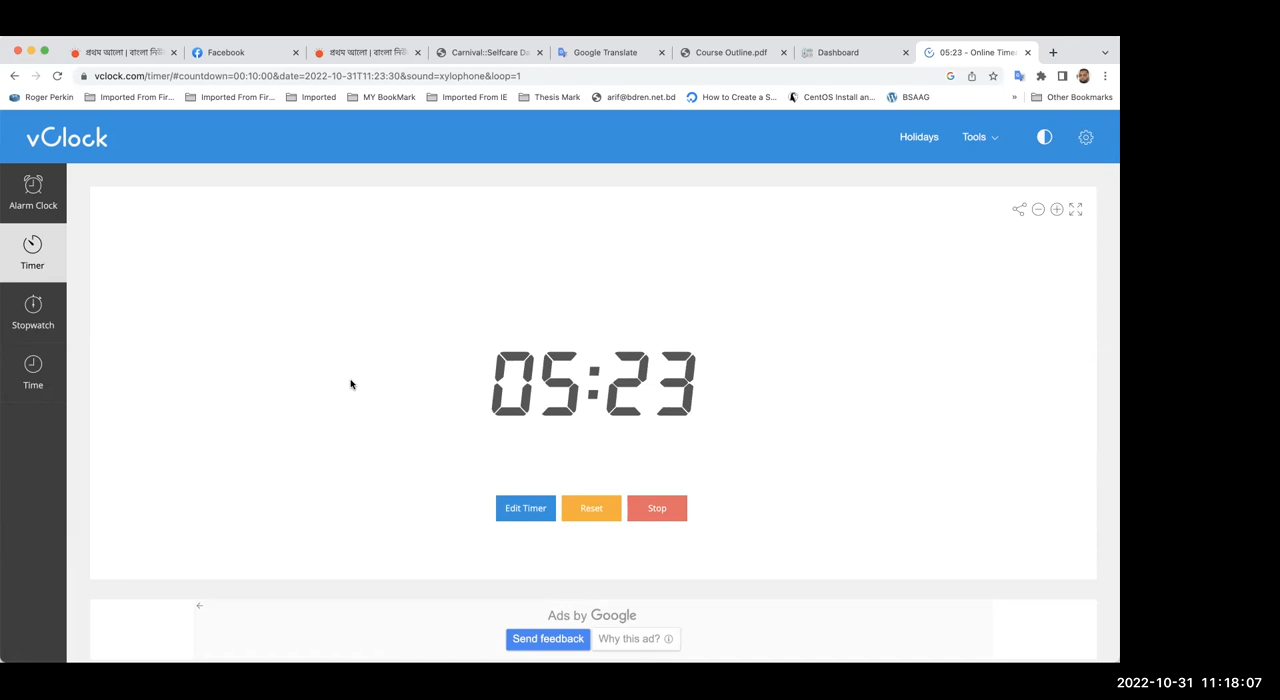 প্রথম আলো | বাংলা নিউ
Facebook
প্রথম আলো | বাংলা নিউ
Carnival::Selfcare Da
Google Translate
Course Outline.pdf
Dashboard
05:23 - Online Time
vclock.com/timer/#countdown=00:10:00&date=2022-10-31T11:23:30&sound=xylophone&loop=1
Roger Perkin
Imported From Fir...
Imported From Fir...
Imported
MY BookMark
Imported From IE
Thesis Mark
arif@bdren.net.bd
How to Create a S...
CentOS Install an...
BSAAG
»
Other Bookmarks
vClock
Holidays
Tools
Alarm Clock
Timer
Stopwatch
Time
05:23
Edit Timer
Reset
Stop
Ads by Google
Send feedback
Why this ad?
2022-10-31 11:18:07